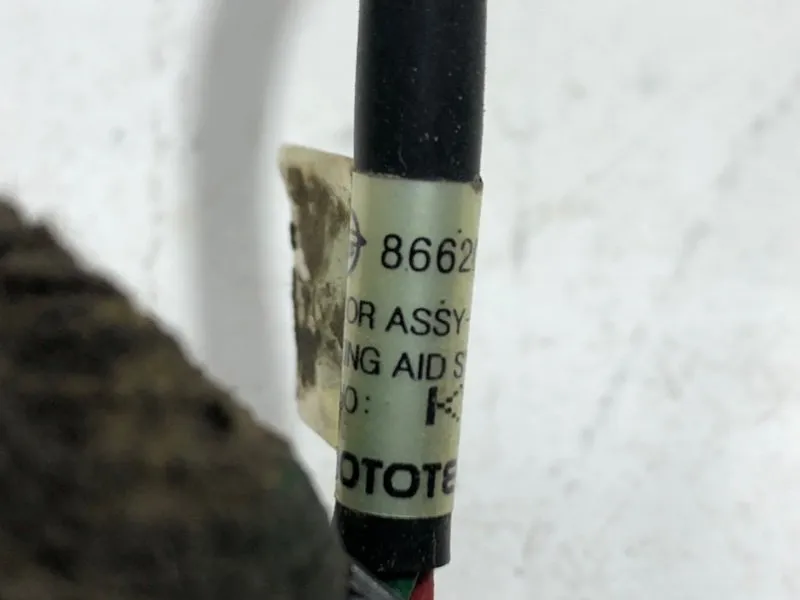 8662
OR ASSY-
ING AID S
O: K
OTOTE